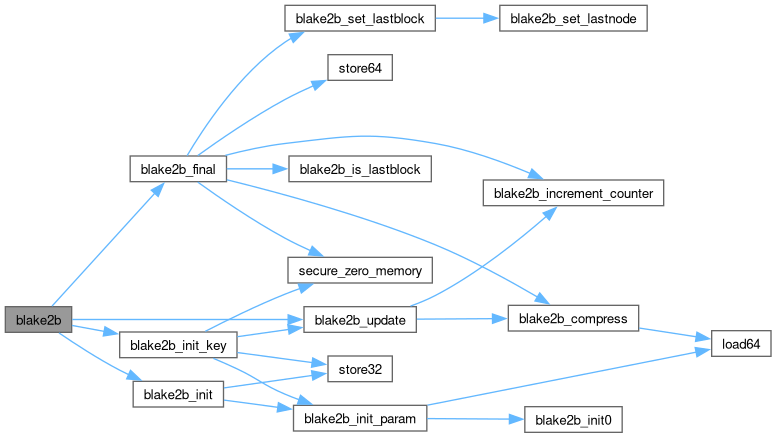 blake2b_set_lastblock
blake2b_set_lastnode
store64
blake2b_final
blake2b_is_lastblock
blake2b_increment_counter
secure_zero_memory
blake2b
blake2b_update
blake2b_compress
blake2b_init_key
load64
store32
blake2b_init
blake2b_init_param
blake2b_init0